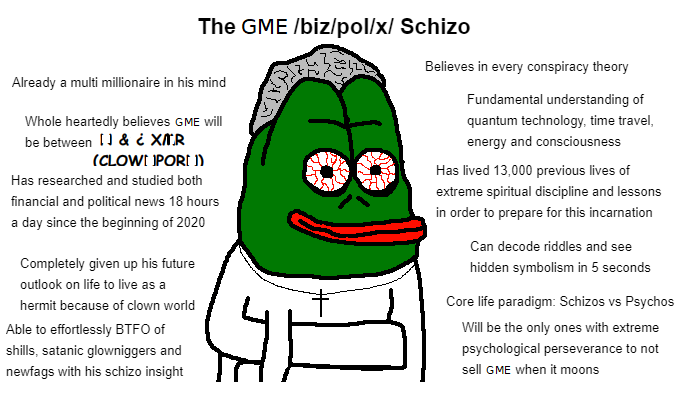 The GME /biz/pol/x/ Schizo
Already a multi millionaire in his mind
Whole heartedly believes GME will
be between &
Has researched and studied both
financial and political news 18 hours
a day since the beginning of 2020
Completely given up his future
outlook on life to live as a
hermit because of clown world
Able to effortlessly BTFO of
shills, satanic glowniggers and
newfags with his schizo insight
Believes in every conspiracy theory
Fundamental understanding of
quantum technology, time travel,
energy and consciousness
Has lived 13,000 previous lives of
extreme spiritual discipline and lessons
in order to prepare for this incarnation
Can decode riddles and see
hidden symbolism in 5 seconds
Core life paradigm: Schizos vs Psychos
Will be the only ones with extreme
psychological perseverance to not
sell GME when it moons